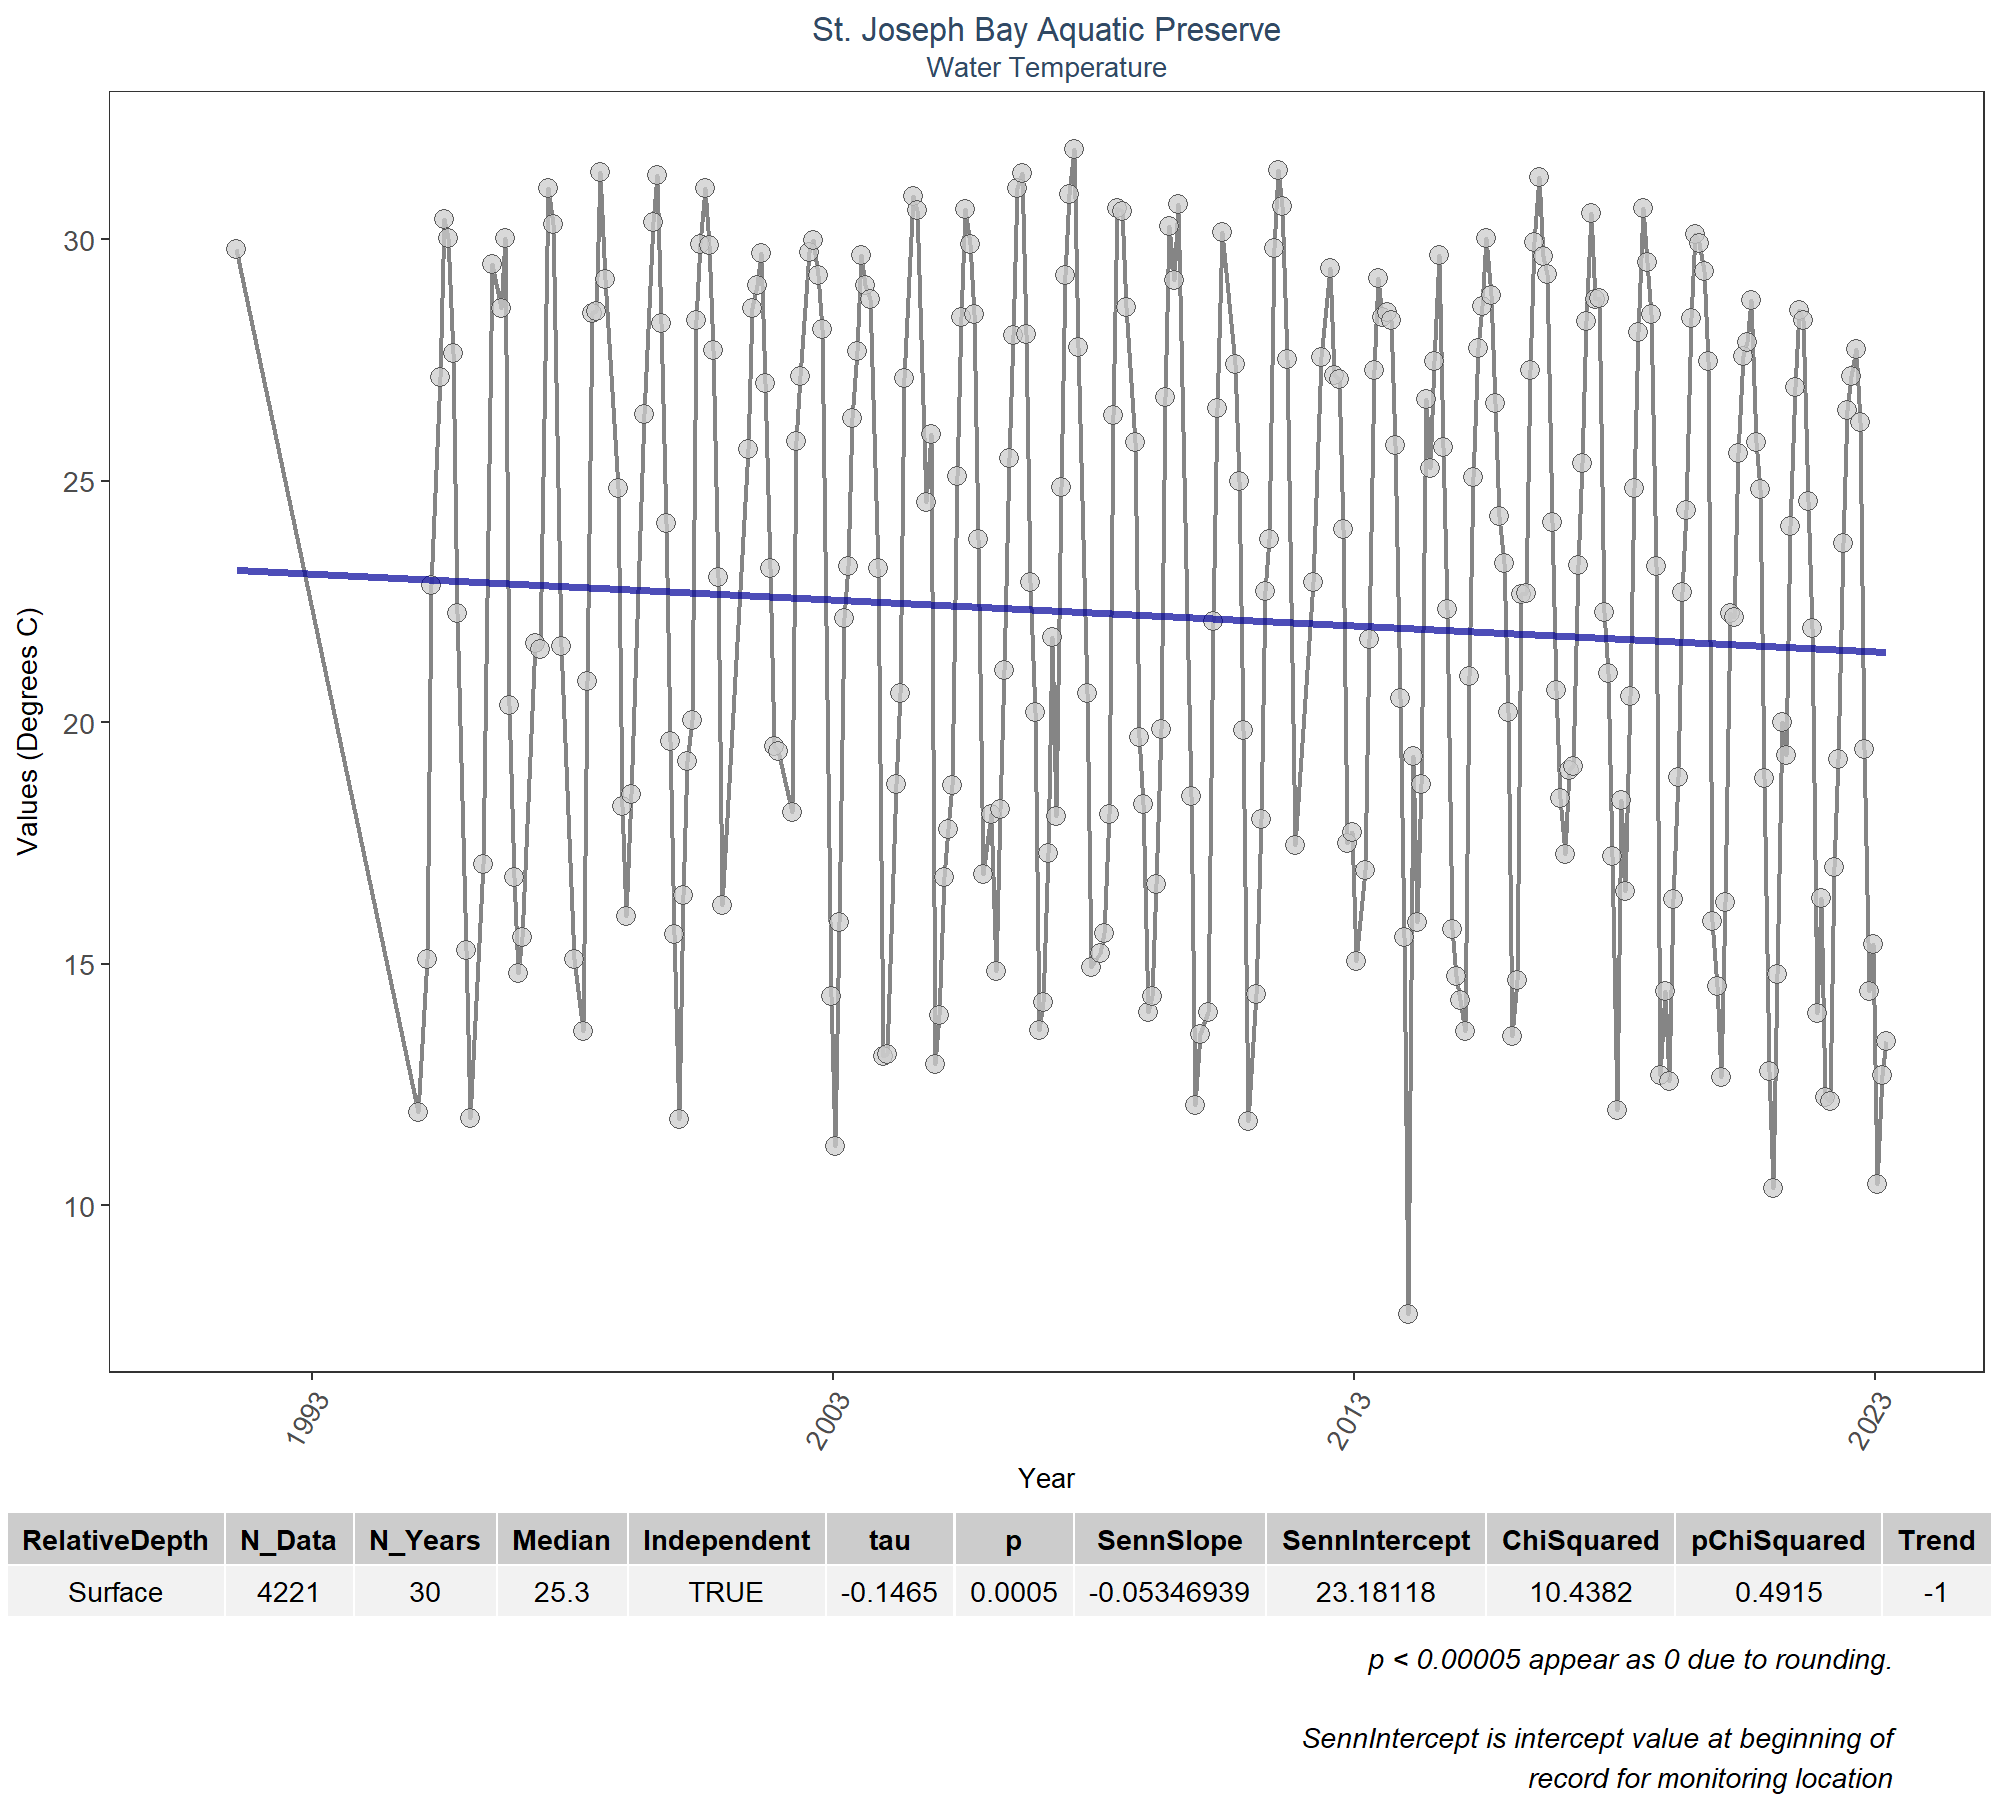 St. Joseph Bay Aquatic Preserve
Water Temperature
Values (Degrees C)
30
25
20
15
10
1993
2003
2013
2023
Year
RelativeDepth N_Data N_Years Median Independent tau p SennSlope SennIntercept ChiSquared pChiSquared Trend
Surface 4221 30 25.3 TRUE -0.1465 0.0005 -0.05346939 23.18118 10.4382 0.4915 -1
p < 0.00005 appear as 0 due to rounding.
SennIntercept is intercept value at beginning of
record for monitoring location